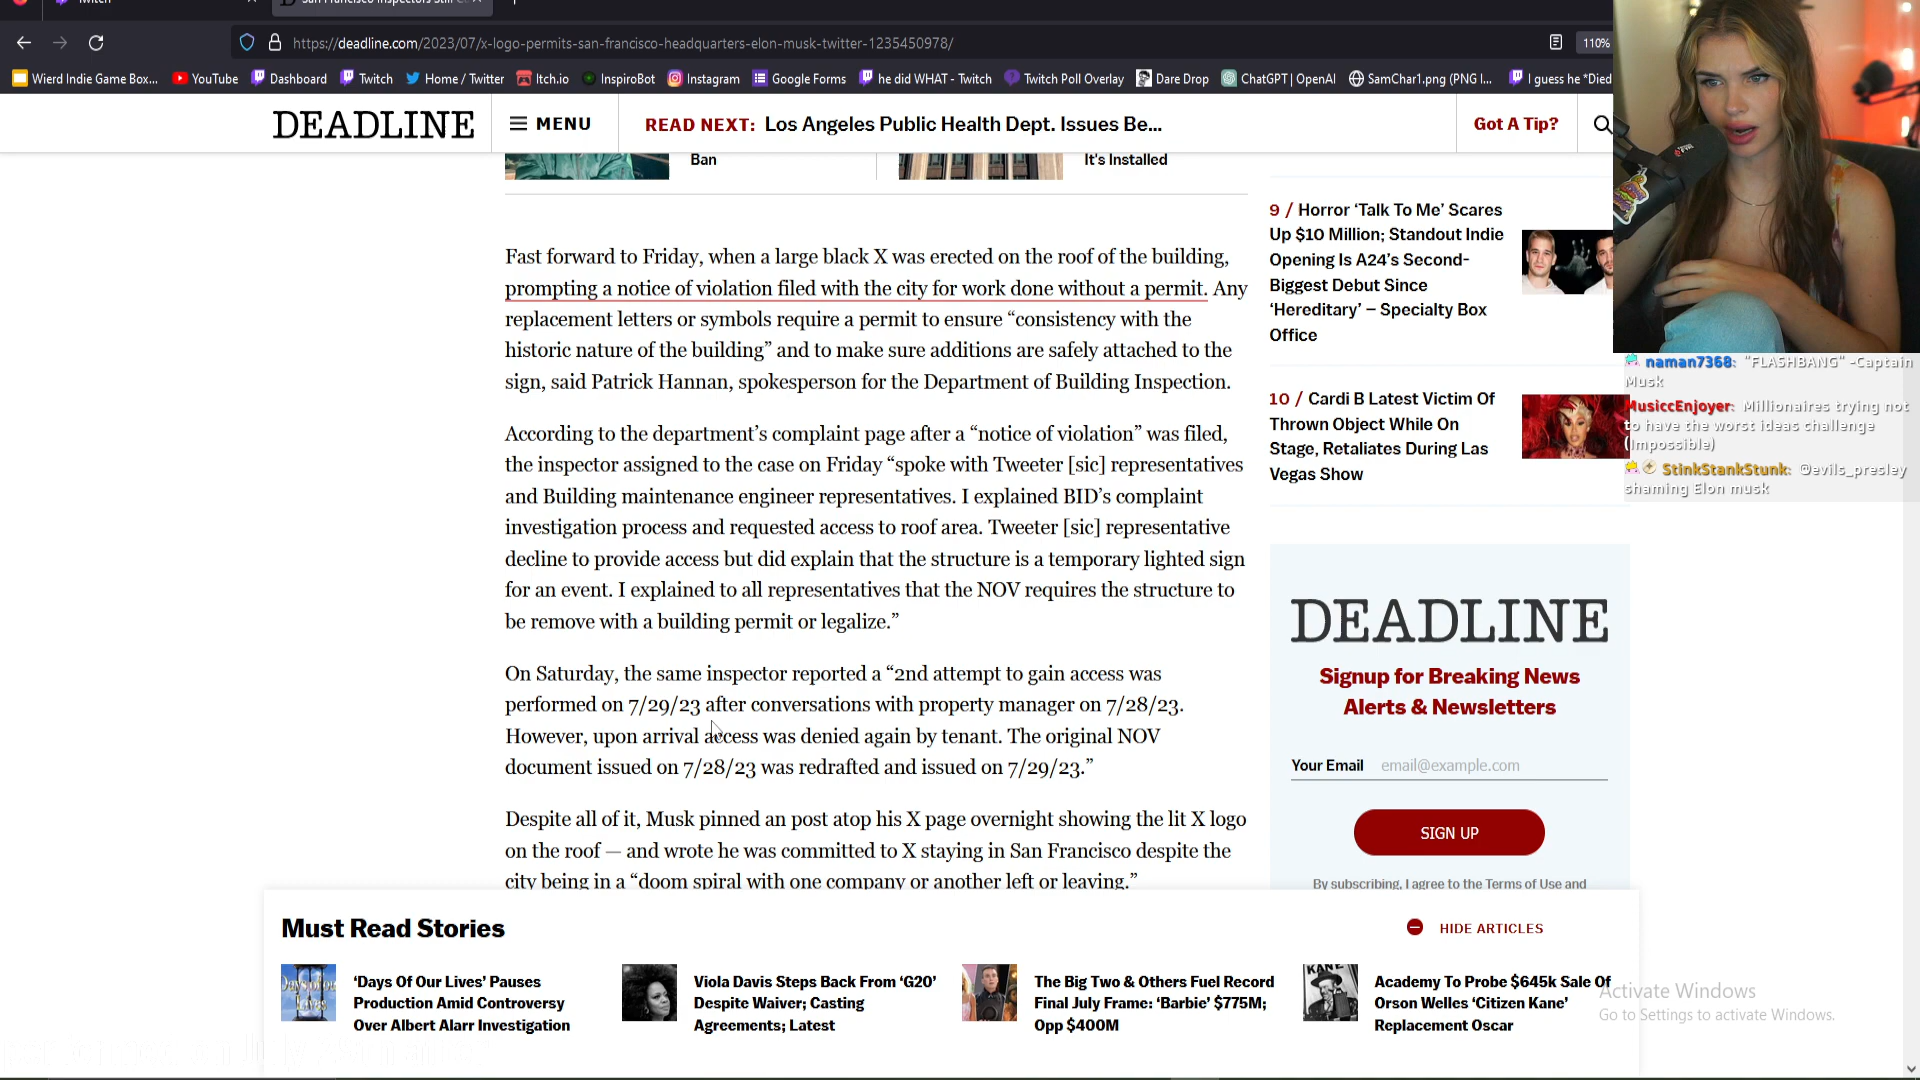 Twitch
San Francisco Inspectors Still
https://deadline.com/2023/07/x-logo-permits-san-francisco-headquarters-elon-musk-twitter-1235450978/
110%
Wierd Indie Game Box...
YouTube
Dashboard
Twitch
Home / Twitter
Itch.io
InspiroBot
Instagram
Google Forms
he did WHAT - Twitch
Twitch Poll Overlay
Dare Drop
ChatGPT | OpenAI
SamChar1.png (PNG I...
I guess he *Died
DEADLINE
MENU
READ NEXT: Los Angeles Public Health Dept. Issues Be...
Got A Tip?
Ban
It's Installed
Fast forward to Friday, when a large black X was erected on the roof of the building,
prompting a notice of violation filed with the city for work done without a permit. Any
replacement letters or symbols require a permit to ensure “consistency with the
historic nature of the building” and to make sure additions are safely attached to the
sign, said Patrick Hannan, spokesperson for the Department of Building Inspection.
According to the department’s complaint page after a “notice of violation” was filed,
the inspector assigned to the case on Friday “spoke with Tweeter [sic] representatives
and Building maintenance engineer representatives. I explained BID’s complaint
investigation process and requested access to roof area. Tweeter [sic] representative
decline to provide access but did explain that the structure is a temporary lighted sign
for an event. I explained to all representatives that the NOV requires the structure to
be remove with a building permit or legalize.”
On Saturday, the same inspector reported a “2nd attempt to gain access was
performed on 7/29/23 after conversations with property manager on 7/28/23.
However, upon arrival access was denied again by tenant. The original NOV
document issued on 7/28/23 was redrafted and issued on 7/29/23.”
Despite all of it, Musk pinned an post atop his X page overnight showing the lit X logo
on the roof — and wrote he was committed to X staying in San Francisco despite the
city being in a “doom spiral with one company or another left or leaving.”
9 / Horror ‘Talk To Me’ Scares
Up $10 Million; Standout Indie
Opening Is A24’s Second-
Biggest Debut Since
‘Hereditary’ – Specialty Box
Office
10 / Cardi B Latest Victim Of
Thrown Object While On
Stage, Retaliates During Las
Vegas Show
naman7368: "FLASHBANG" -Captain
Musk
MusiccEnjoyer: Millionaires trying not
to have the worst ideas challenge
(Impossible)
StinkStankStunk: @evils_presley
shaming Elon musk
DEADLINE
Signup for Breaking News
Alerts & Newsletters
Your Email
email@example.com
SIGN UP
By subscribing, I agree to the Terms of Use and
Must Read Stories
HIDE ARTICLES
‘Days Of Our Lives’ Pauses
Production Amid Controversy
Over Albert Alarr Investigation
Viola Davis Steps Back From ‘G20’
Despite Waiver; Casting
Agreements; Latest
The Big Two & Others Fuel Record
Final July Frame: ‘Barbie’ $775M;
Opp $400M
KANE
Academy To Probe $645k Sale Of
Orson Welles ‘Citizen Kane’
Replacement Oscar
Activate Windows
Go to Settings to activate Windows.